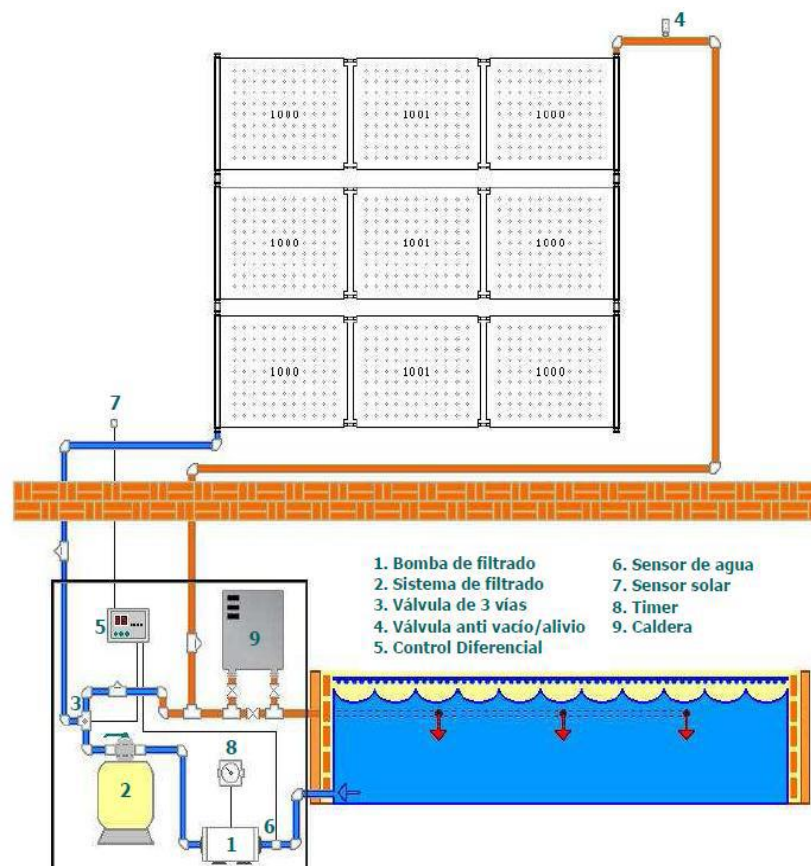 4
1000 1001 1000
1000 1001 1000
1000 1001 1000
7
1. Bomba de filtrado
2. Sistema de filtrado
3. Válvula de 3 vías
4. Válvula anti vacío/alivio
5. Control Diferencial
6. Sensor de agua
7. Sensor solar
8. Timer
9. Caldera
5
9
3
8
2
6
1